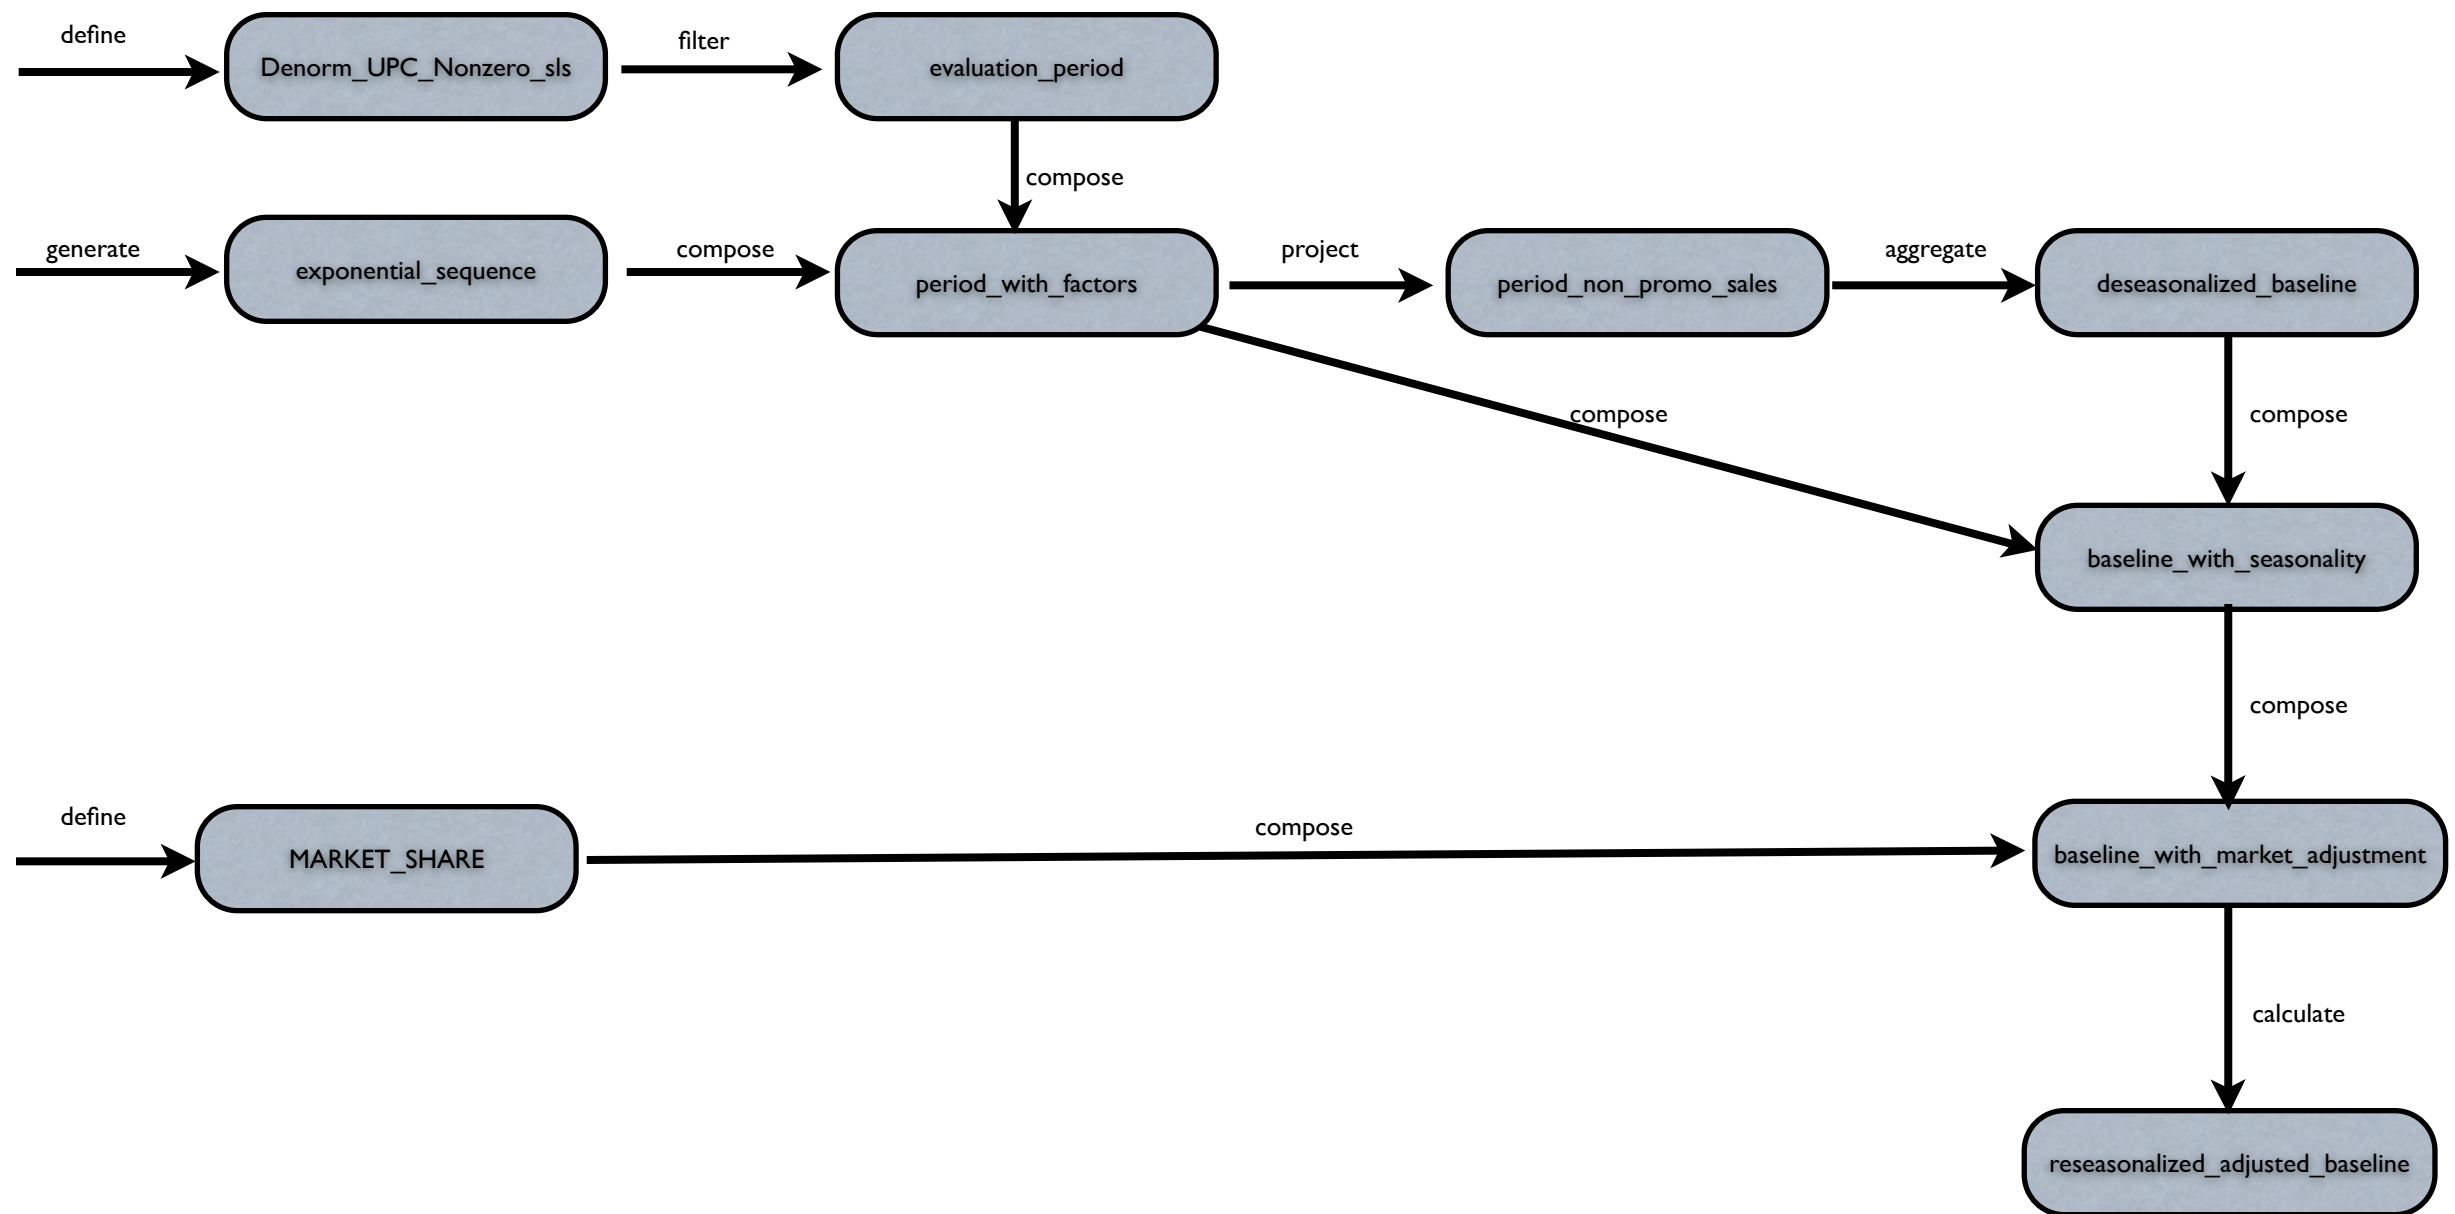 define
Denorm_UPC_Nonzero_sls
filter
evaluation_period
compose
generate
exponential_sequence
compose
period_with_factors
project
period_non_promo_sales
aggregate
deseasonalized_baseline
compose
compose
baseline_with_seasonality
compose
define
MARKET_SHARE
compose
baseline_with_market_adjustment
calculate
reseasonalized_adjusted_baseline